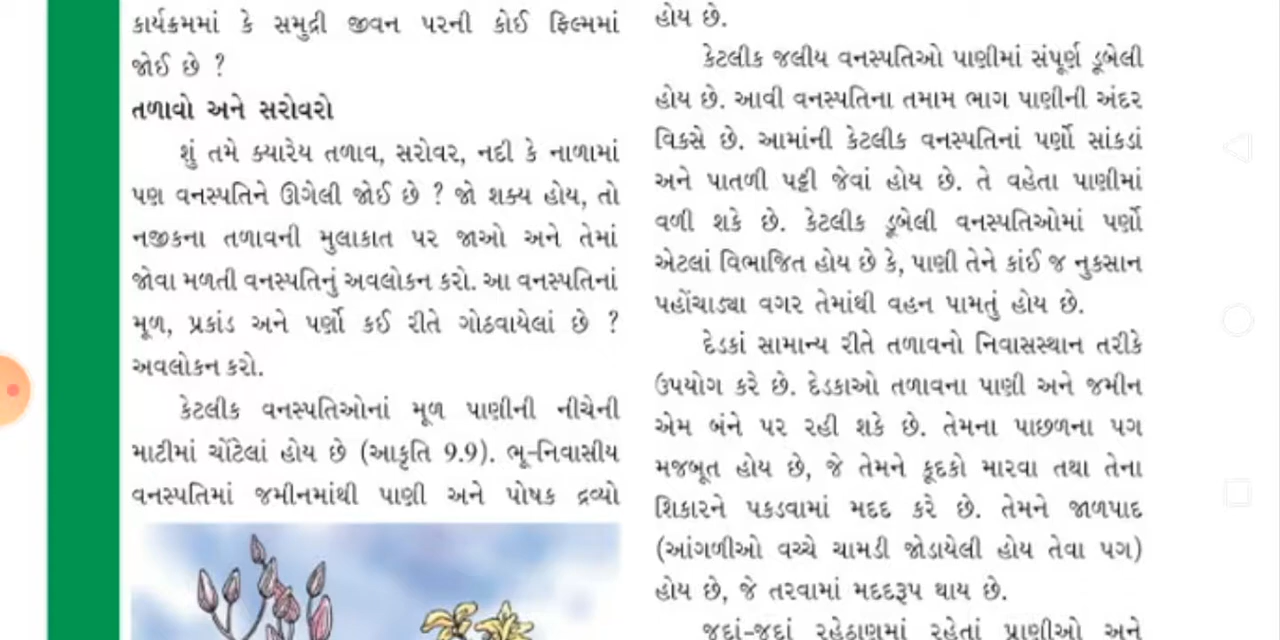 કાર્યક્રમમાં કે સમુદ્રી જીવન પરની કોઈ ફિલ્મમાં
જોઈ છે ?
તળાવો અને સરોવરો
શું તમે ક્યારેય તળાવ, સરોવર, નદી કે નાળામાં
પણ વનસ્પતિને ઊગેલી જોઈ છે ? જો શક્ય હોય, તો
નજીકના તળાવની મુલાકાત પર જાઓ અને તેમાં
જોવા મળતી વનસ્પતિનું અવલોકન કરો. આ વનસ્પતિનાં
મૂળ, પ્રકાંડ અને પર્ણો કઈ રીતે ગોઠવાયેલાં છે ?
અવલોકન કરો.
કેટલીક વનસ્પતિઓનાં મૂળ પાણીની નીચેની
માટીમાં ચોંટેલાં હોય છે (આકૃતિ 9.9). ભૂ-નિવાસીય
વનસ્પતિમાં જમીનમાંથી પાણી અને પોષક દ્રવ્યો
હોય છે.
કેટલીક જલીય વનસ્પતિઓ પાણીમાં સંપૂર્ણ ડૂબેલી
હોય છે. આવી વનસ્પતિના તમામ ભાગ પાણીની અંદર
વિકસે છે. આમાંની કેટલીક વનસ્પતિનાં પર્ણો સાંકડાં
અને પાતળી પટ્ટી જેવાં હોય છે. તે વહેતા પાણીમાં
વળી શકે છે. કેટલીક ડૂબેલી વનસ્પતિઓમાં પર્ણો
એટલાં વિભાજિત હોય છે કે, પાણી તેને કાંઈ જ નુકસાન
પહોંચાડ્યા વગર તેમાંથી વહન પામતું હોય છે.
દેડકાં સામાન્ય રીતે તળાવનો નિવાસસ્થાન તરીકે
ઉપયોગ કરે છે. દેડકાઓ તળાવના પાણી અને જમીન
એમ બંને પર રહી શકે છે. તેમના પાછળના પગ
મજબૂત હોય છે, જે તેમને કૂદકો મારવા તથા તેના
શિકારને પકડવામાં મદદ કરે છે. તેમને જાળપાદ
(આંગળીઓ વચ્ચે ચામડી જોડાયેલી હોય તેવા પગ)
હોય છે, જે તરવામાં મદદરૂપ થાય છે.
જુદાં-જુદાં રહેઠાણમાં રહેતાં પ્રાણીઓ અને